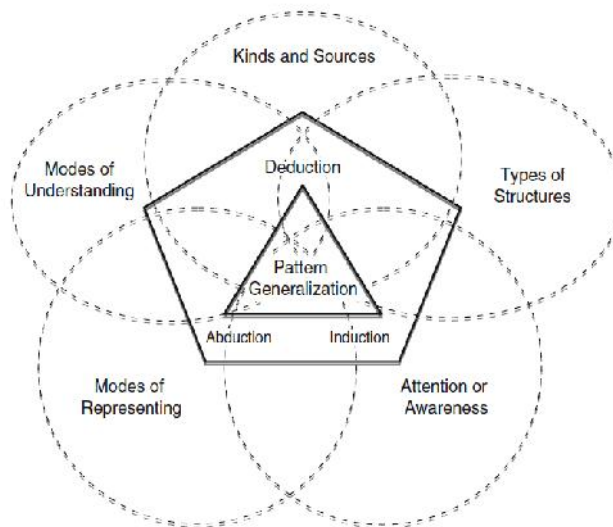 Kinds and Sources
Modes of
Understanding
Deduction
Types of
Structures
Pattern
Generalization
Abduction
Induction
Modes of
Representing
Attention or
Awareness